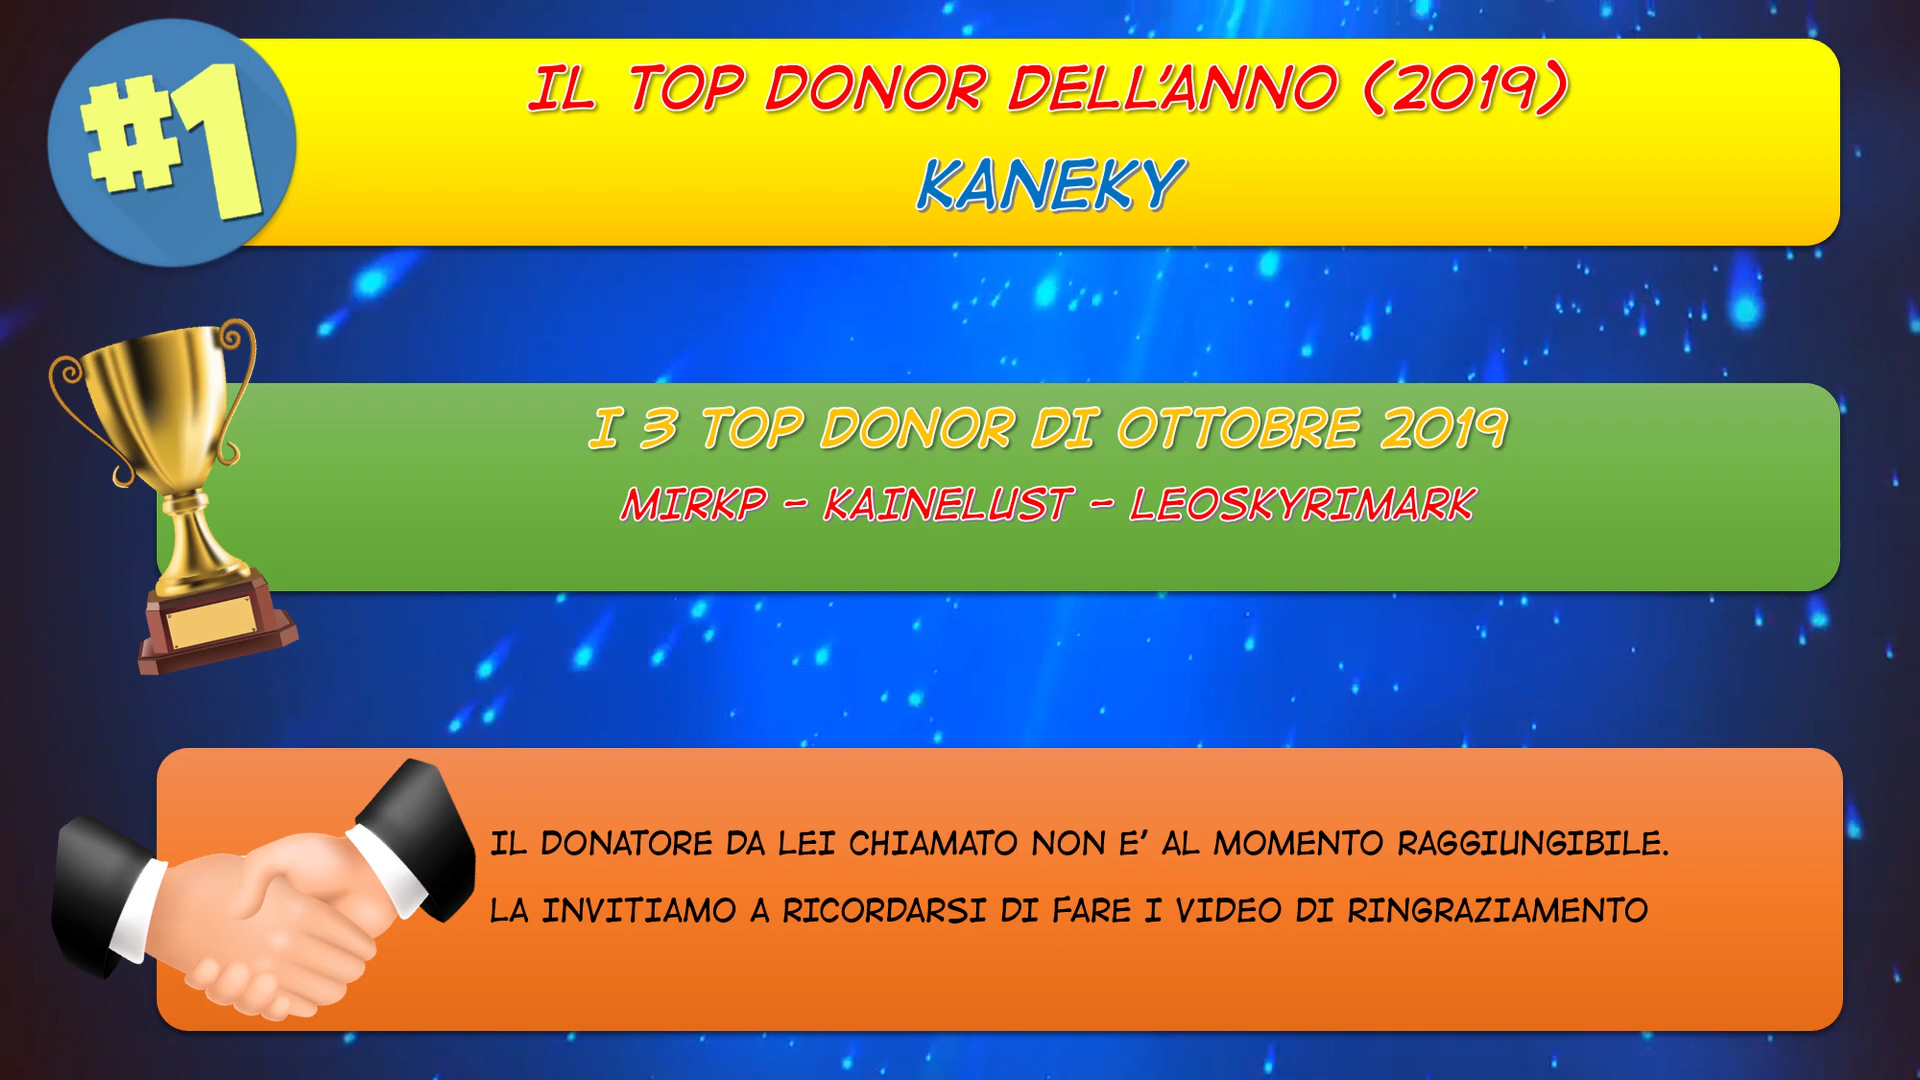 #1
IL TOP DONOR DELL'ANNO (2019)
KANEKY
I 3 TOP DONOR DI OTTOBRE 2019
MIRKP - KAINELUST - LEOSKYRIMARK
IL DONATORE DA LEI CHIAMATO NON E' AL MOMENTO RAGGIUNGIBILE.
LA INVITIAMO A RICORDARSI DI FARE I VIDEO DI RINGRAZIAMENTO